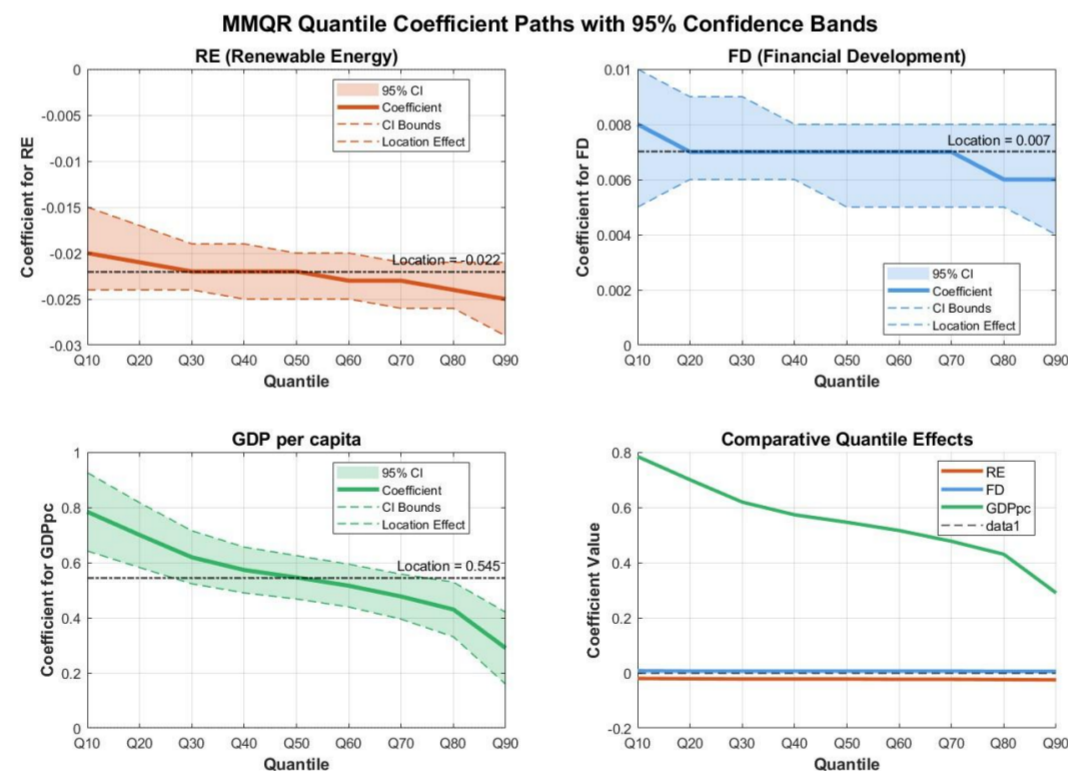 MMQR Quantile Coefficient Paths with 95% Confidence Bands
RE (Renewable Energy)
Coefficient for RE
0
-0.005
-0.01
-0.015
-0.02
-0.025
-0.03
95% CI
Coefficient
CI Bounds
Location Effect
Location = -0.022
Q10 Q20 Q30 Q40 Q50 Q60 Q70 Q80 Q90
Quantile
FD (Financial Development)
Coefficient for FD
0.01
0.008
0.006
0.004
0.002
0
Location = 0.007
95% CI
Coefficient
CI Bounds
Location Effect
Q10 Q20 Q30 Q40 Q50 Q60 Q70 Q80 Q90
Quantile
GDP per capita
Coefficient for GDPpc
1
0.8
0.6
0.4
0.2
0
95% CI
Coefficient
CI Bounds
Location Effect
Location = 0.545
Q10 Q20 Q30 Q40 Q50 Q60 Q70 Q80 Q90
Quantile
Comparative Quantile Effects
Coefficient Value
0.8
0.6
0.4
0.2
0
-0.2
RE
FD
GDPpc
data1
Q10 Q20 Q30 Q40 Q50 Q60 Q70 Q80 Q90
Quantile